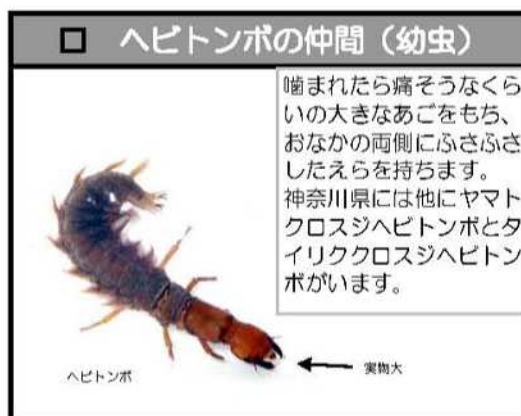 □ ヘビトンボの仲間（幼虫）
噛まれたら痛そうなくら
いの大きなあごをもち、
おなかの両側にふさふさ
したえらを持ちます。
神奈川県には他にヤマト
クロスジヘビトンボとタ
イリククロスジヘビトン
ボがいます。
ヘビトンボ
実物大